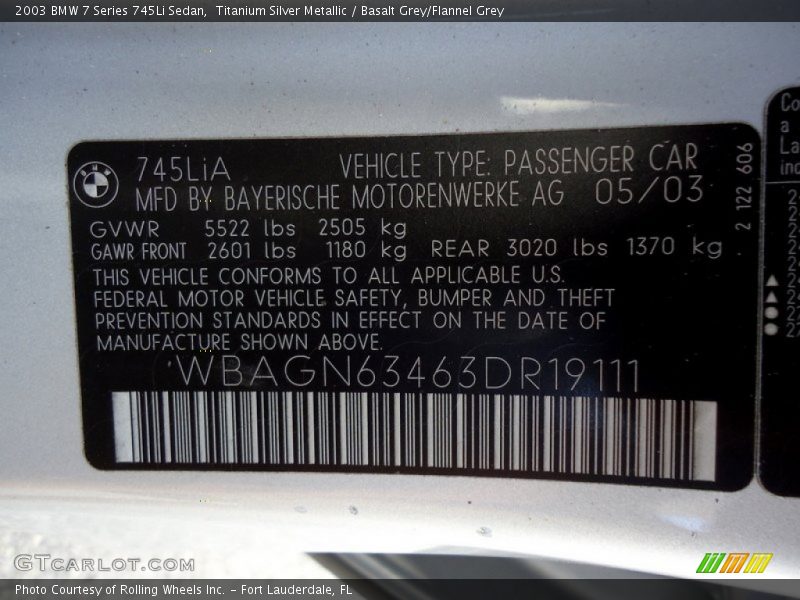 2003 BMW 7 Series 745Li Sedan, Titanium Silver Metallic / Basalt Grey/Flannel Grey
BMW
745LiA VEHICLE TYPE: PASSENGER CAR
MFD BY BAYERISCHE MOTORENWERKE AG 05/03
GVWR 5522 lbs 2505 kg
GAWR FRONT 2601 lbs 1180 kg REAR 3020 lbs 1370 kg
THIS VEHICLE CONFORMS TO ALL APPLICABLE U.S.
FEDERAL MOTOR VEHICLE SAFETY, BUMPER AND THEFT
PREVENTION STANDARDS IN EFFECT ON THE DATE OF
MANUFACTURE SHOWN ABOVE.
WBAGN63463DR19111
2 122 606
Co
a
La
inc
GTCARLOT.COM
Photo Courtesy of Rolling Wheels Inc. - Fort Lauderdale, FL